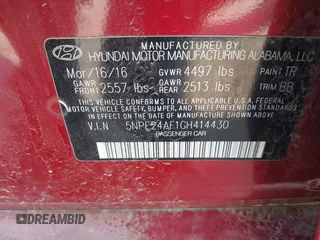 MANUFACTURED BY
HYUNDAI MOTOR MANUFACTURING ALABAMA, LLC
Mar/16/16 GVWR 4497 lbs PAINT TR
GAWR FRONT 2557 lbs GAWR REAR 2513 lbs TRIM BB
THIS VEHICLE CONFORMS TO ALL APPLICABLE FEDERAL
MOTOR VEHICLE SAFETY, BUMPER, AND THEFT PREVENTION
STANDARDS IN EFFECT ON THE DATE OF MANUFACTURE SHOWN ABOVE.
V.I.N 5NPE24AF1GH414430
PASSENGER CAR
DREAMBID